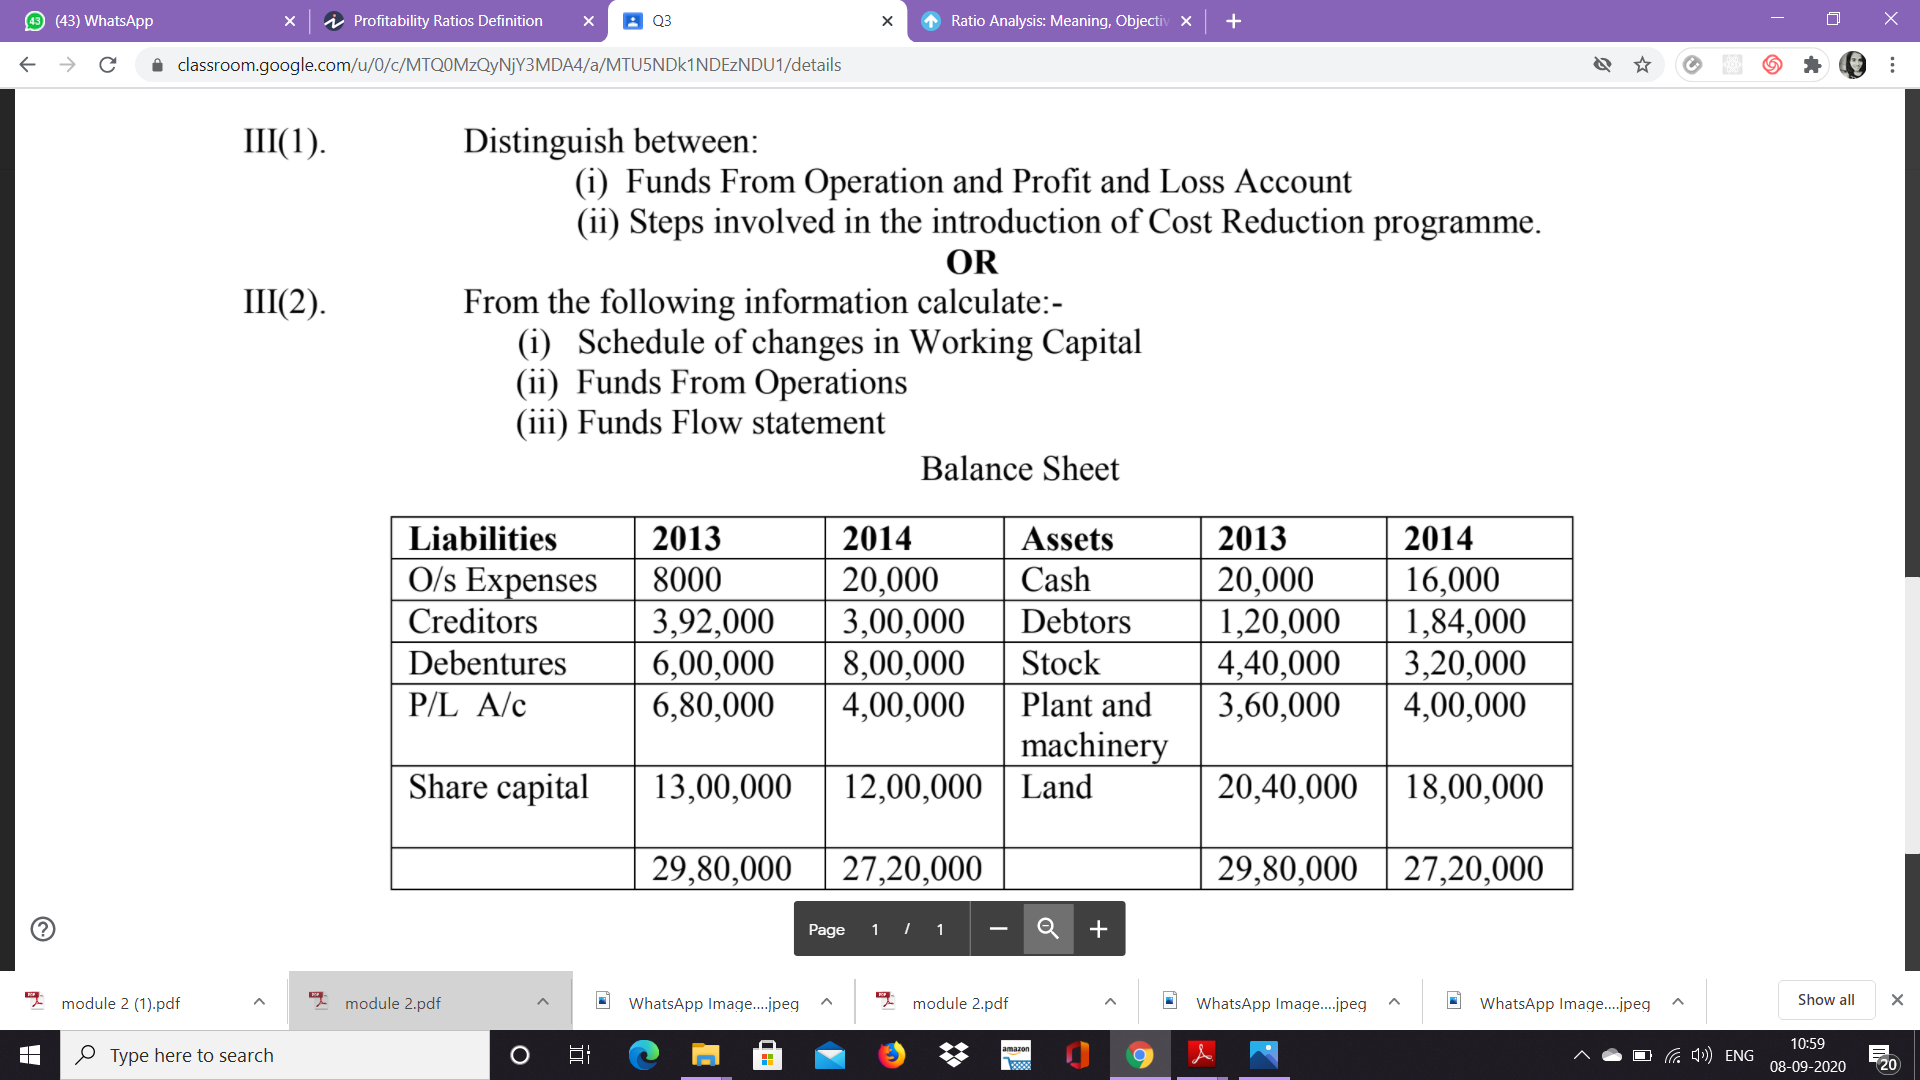 43 (43) WhatsApp
Profitability Ratios Definition
Q3
Ratio Analysis: Meaning, Objectiv
classroom.google.com/u/0/c/MTQ0MzQyNjY3MDA4/a/MTU5NDk1NDEzNDU1/details
III(1). Distinguish between:
(i) Funds From Operation and Profit and Loss Account
(ii) Steps involved in the introduction of Cost Reduction programme.
OR
III(2). From the following information calculate:-
(i) Schedule of changes in Working Capital
(ii) Funds From Operations
(iii) Funds Flow statement
Balance Sheet
Liabilities 2013 2014 Assets 2013 2014
O/s Expenses 8000 20,000 Cash 20,000 16,000
Creditors 3,92,000 3,00,000 Debtors 1,20,000 1,84,000
Debentures 6,00,000 8,00,000 Stock 4,40,000 3,20,000
P/L A/c 6,80,000 4,00,000 Plant and 3,60,000 4,00,000
machinery
Share capital 13,00,000 12,00,000 Land 20,40,000 18,00,000
29,80,000 27,20,000 29,80,000 27,20,000
Page 1 / 1
module 2 (1).pdf
module 2.pdf
WhatsApp Image....jpeg
module 2.pdf
WhatsApp Image....jpeg
WhatsApp Image....jpeg
Show all
Type here to search
amazon
ENG
10:59
08-09-2020
20